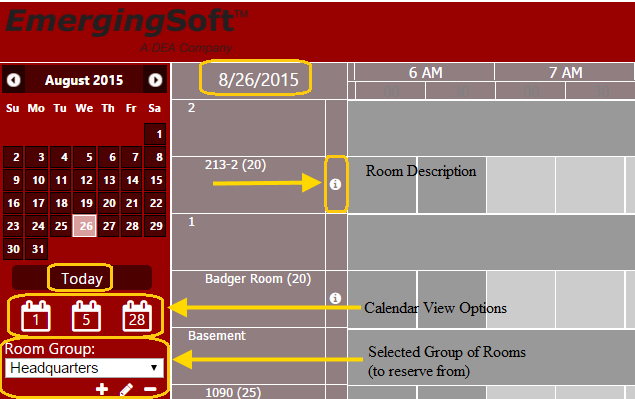 EmergingSoft™
A DFA Company
August 2015
8/26/2015
6 AM
7 AM
Su Mo Tu We Th Fr Sa
1
2 3 4 5 6 7 8
9 10 11 12 13 14 15
16 17 18 19 20 21 22
23 24 25 26 27 28 29
30 31
Today
1 5 28
Room Group:
Headquarters
2
213-2 (20)
Room Description
1
Badger Room (20)
Calendar View Options
Basement
Selected Group of Rooms
(to reserve from)
1090 (25)